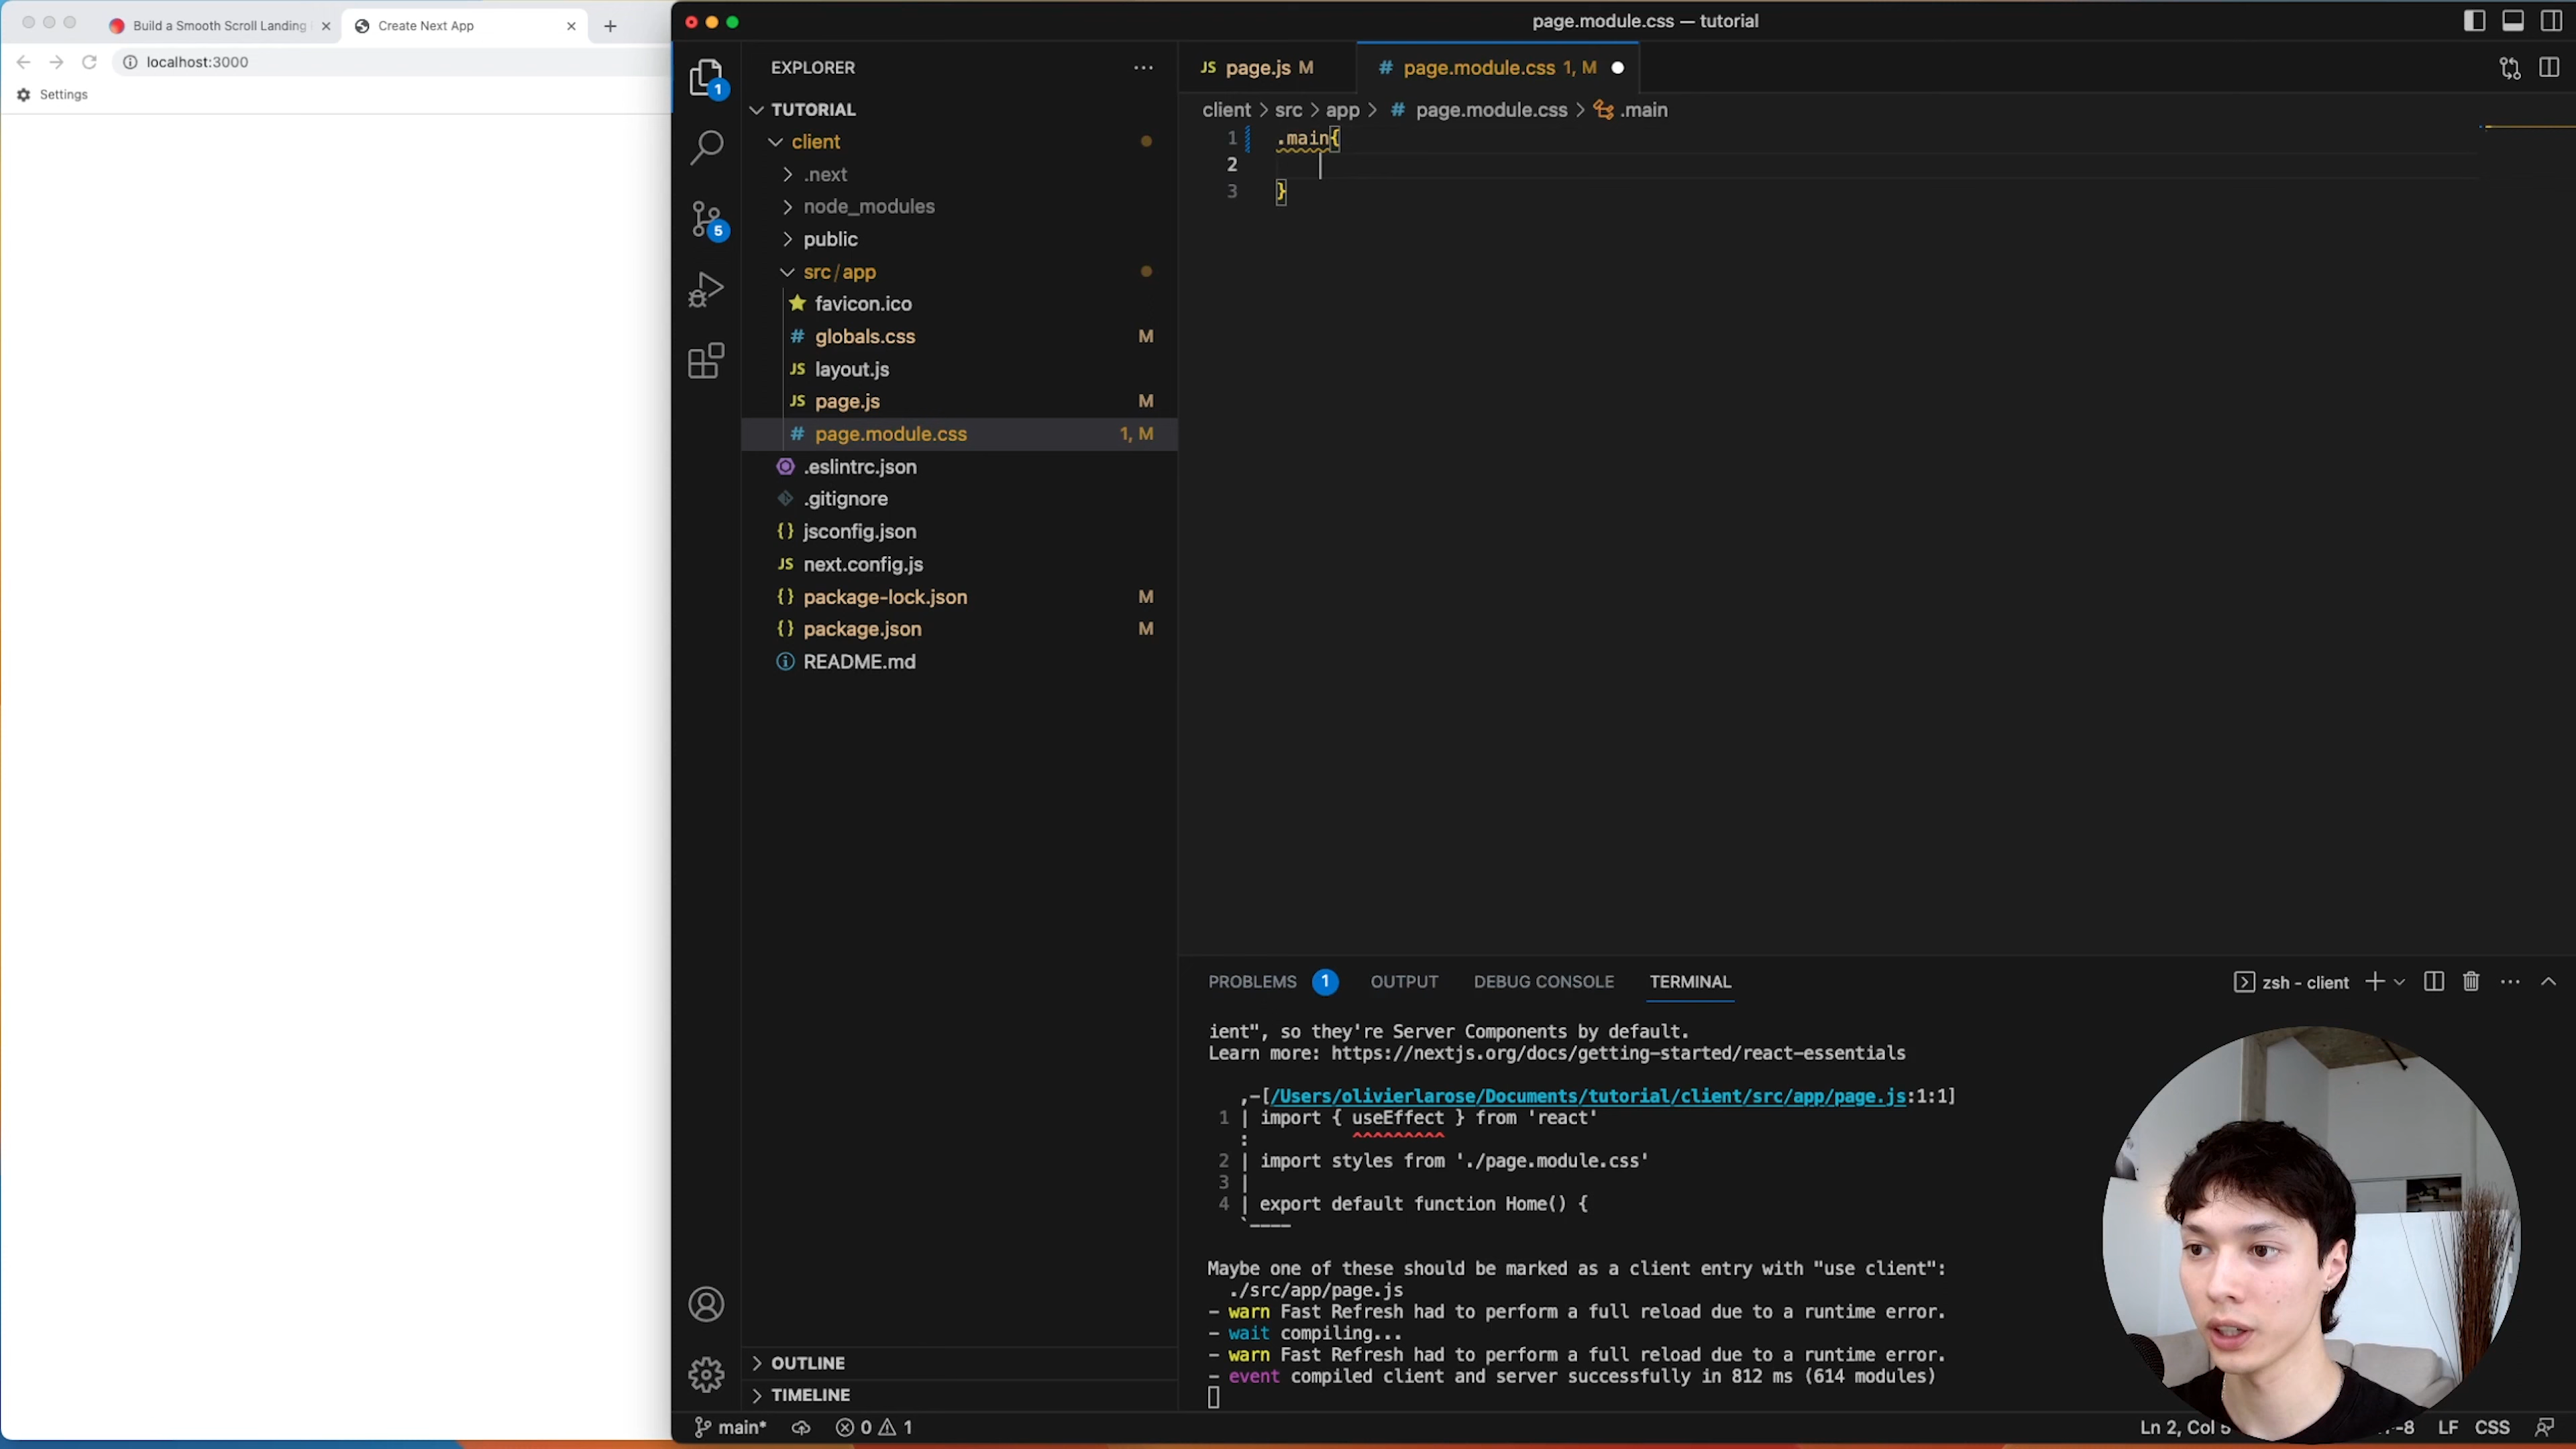 Build a Smooth Scroll Landing
Create Next App
localhost:3000
Settings
page.module.css — tutorial
EXPLORER
TUTORIAL
client
.next
node_modules
public
src/app
favicon.ico
globals.css M
layout.js
page.js M
page.module.css 1, M
.eslintrc.json
.gitignore
jsconfig.json
next.config.js
package-lock.json M
package.json M
README.md
OUTLINE
TIMELINE
1
5
JS page.js M
# page.module.css 1, M
client > src > app > # page.module.css > .main
1 .main{
2
3 }
PROBLEMS 1 OUTPUT DEBUG CONSOLE TERMINAL
zsh - client
ient", so they're Server Components by default.
Learn more: https://nextjs.org/docs/getting-started/react-essentials
,-[/Users/olivierlarose/Documents/tutorial/client/src/app/page.js:1:1]
1 | import { useEffect } from 'react'
:
2 | import styles from './page.module.css'
3 |
4 | export default function Home() {
`----
Maybe one of these should be marked as a client entry with "use client":
./src/app/page.js
- warn Fast Refresh had to perform a full reload due to a runtime error.
- wait compiling...
- warn Fast Refresh had to perform a full reload due to a runtime error.
- event compiled client and server successfully in 812 ms (614 modules)
main* 0 1
Ln 2, Col 5
-8 LF CSS